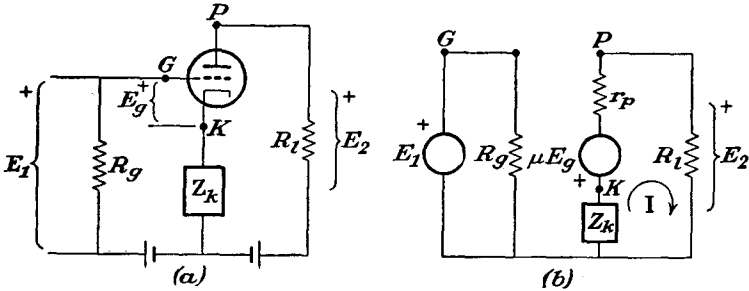 P
G
+
+
E_g
+
K
E_1
R_g
Z_k
R_l
E_2
(a)
G
P
r_p
+
+
E_1
R_g
μE_g
R_l
E_2
+
K
I
Z_k
(b)